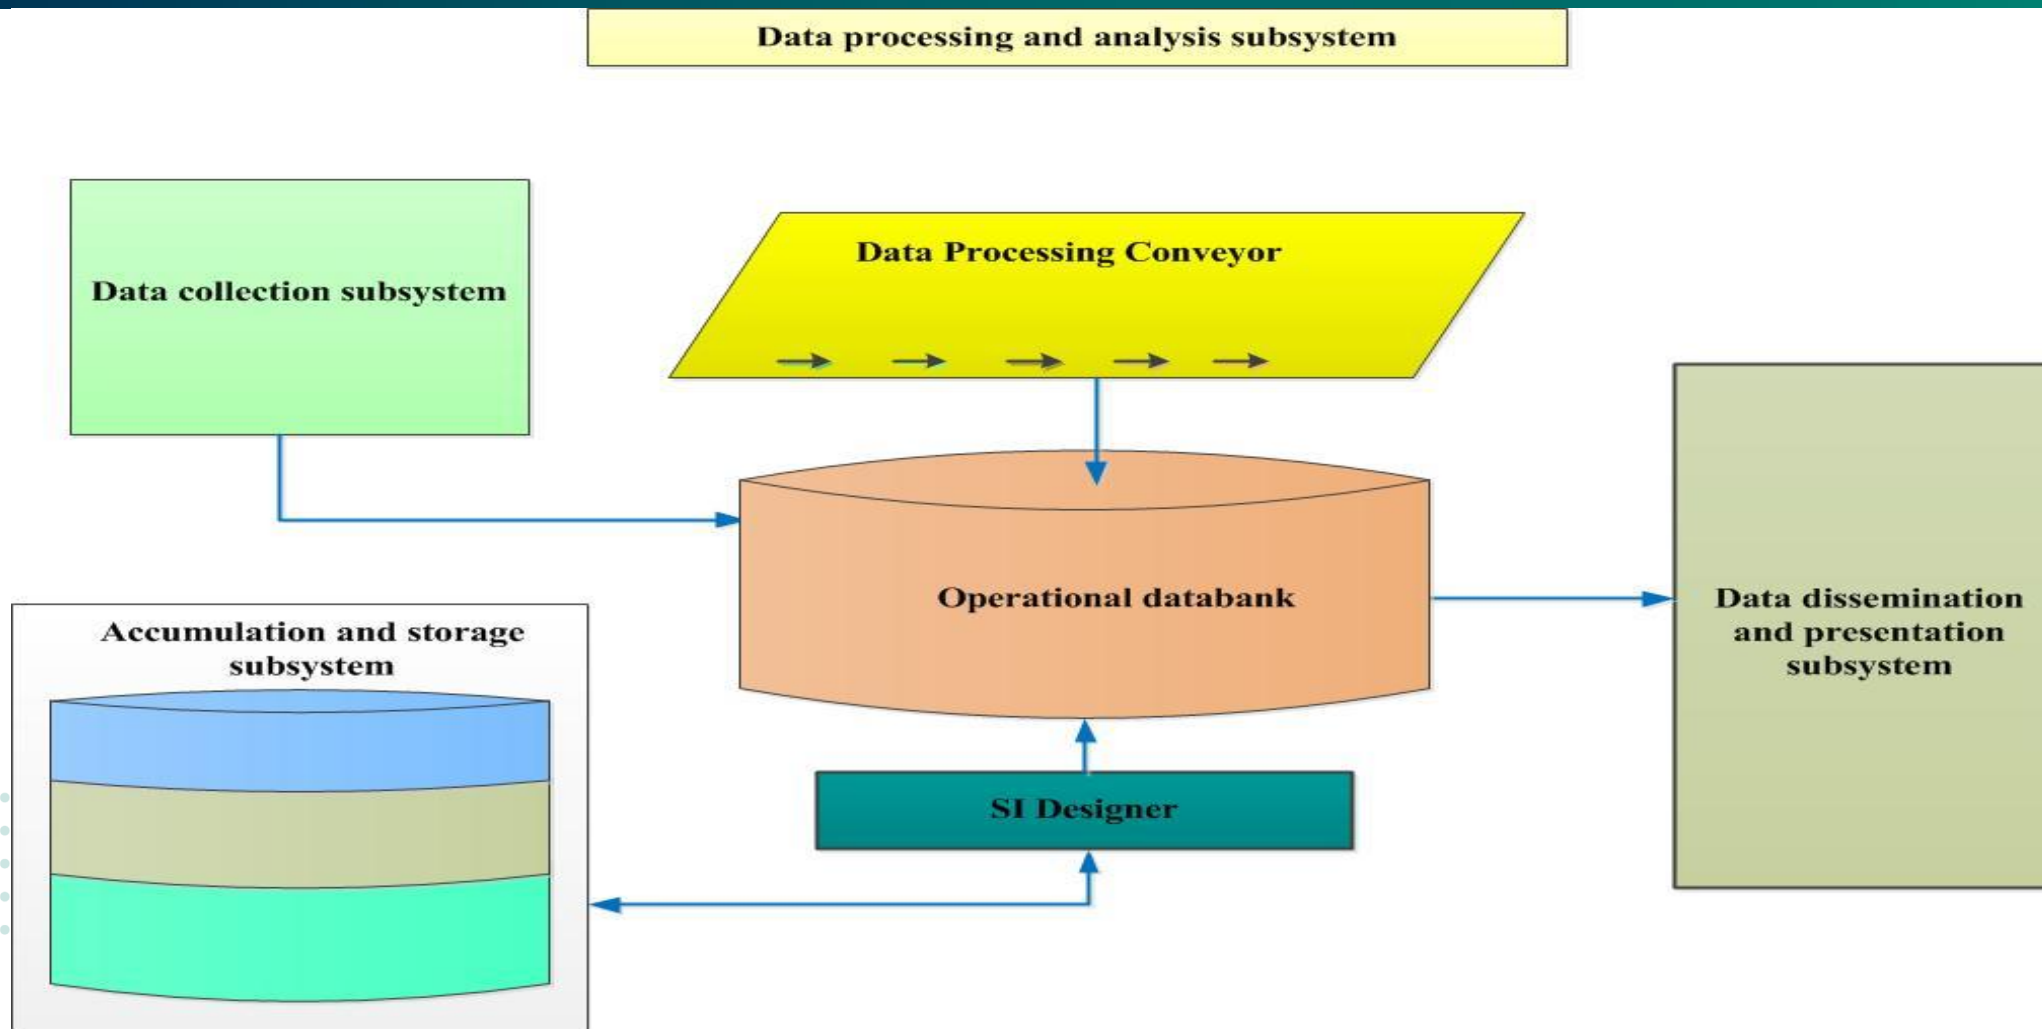 Data processing and analysis subsystem
Data collection subsystem
Data Processing Conveyor
Operational databank
Data dissemination
and presentation
subsystem
Accumulation and storage
subsystem
SI Designer